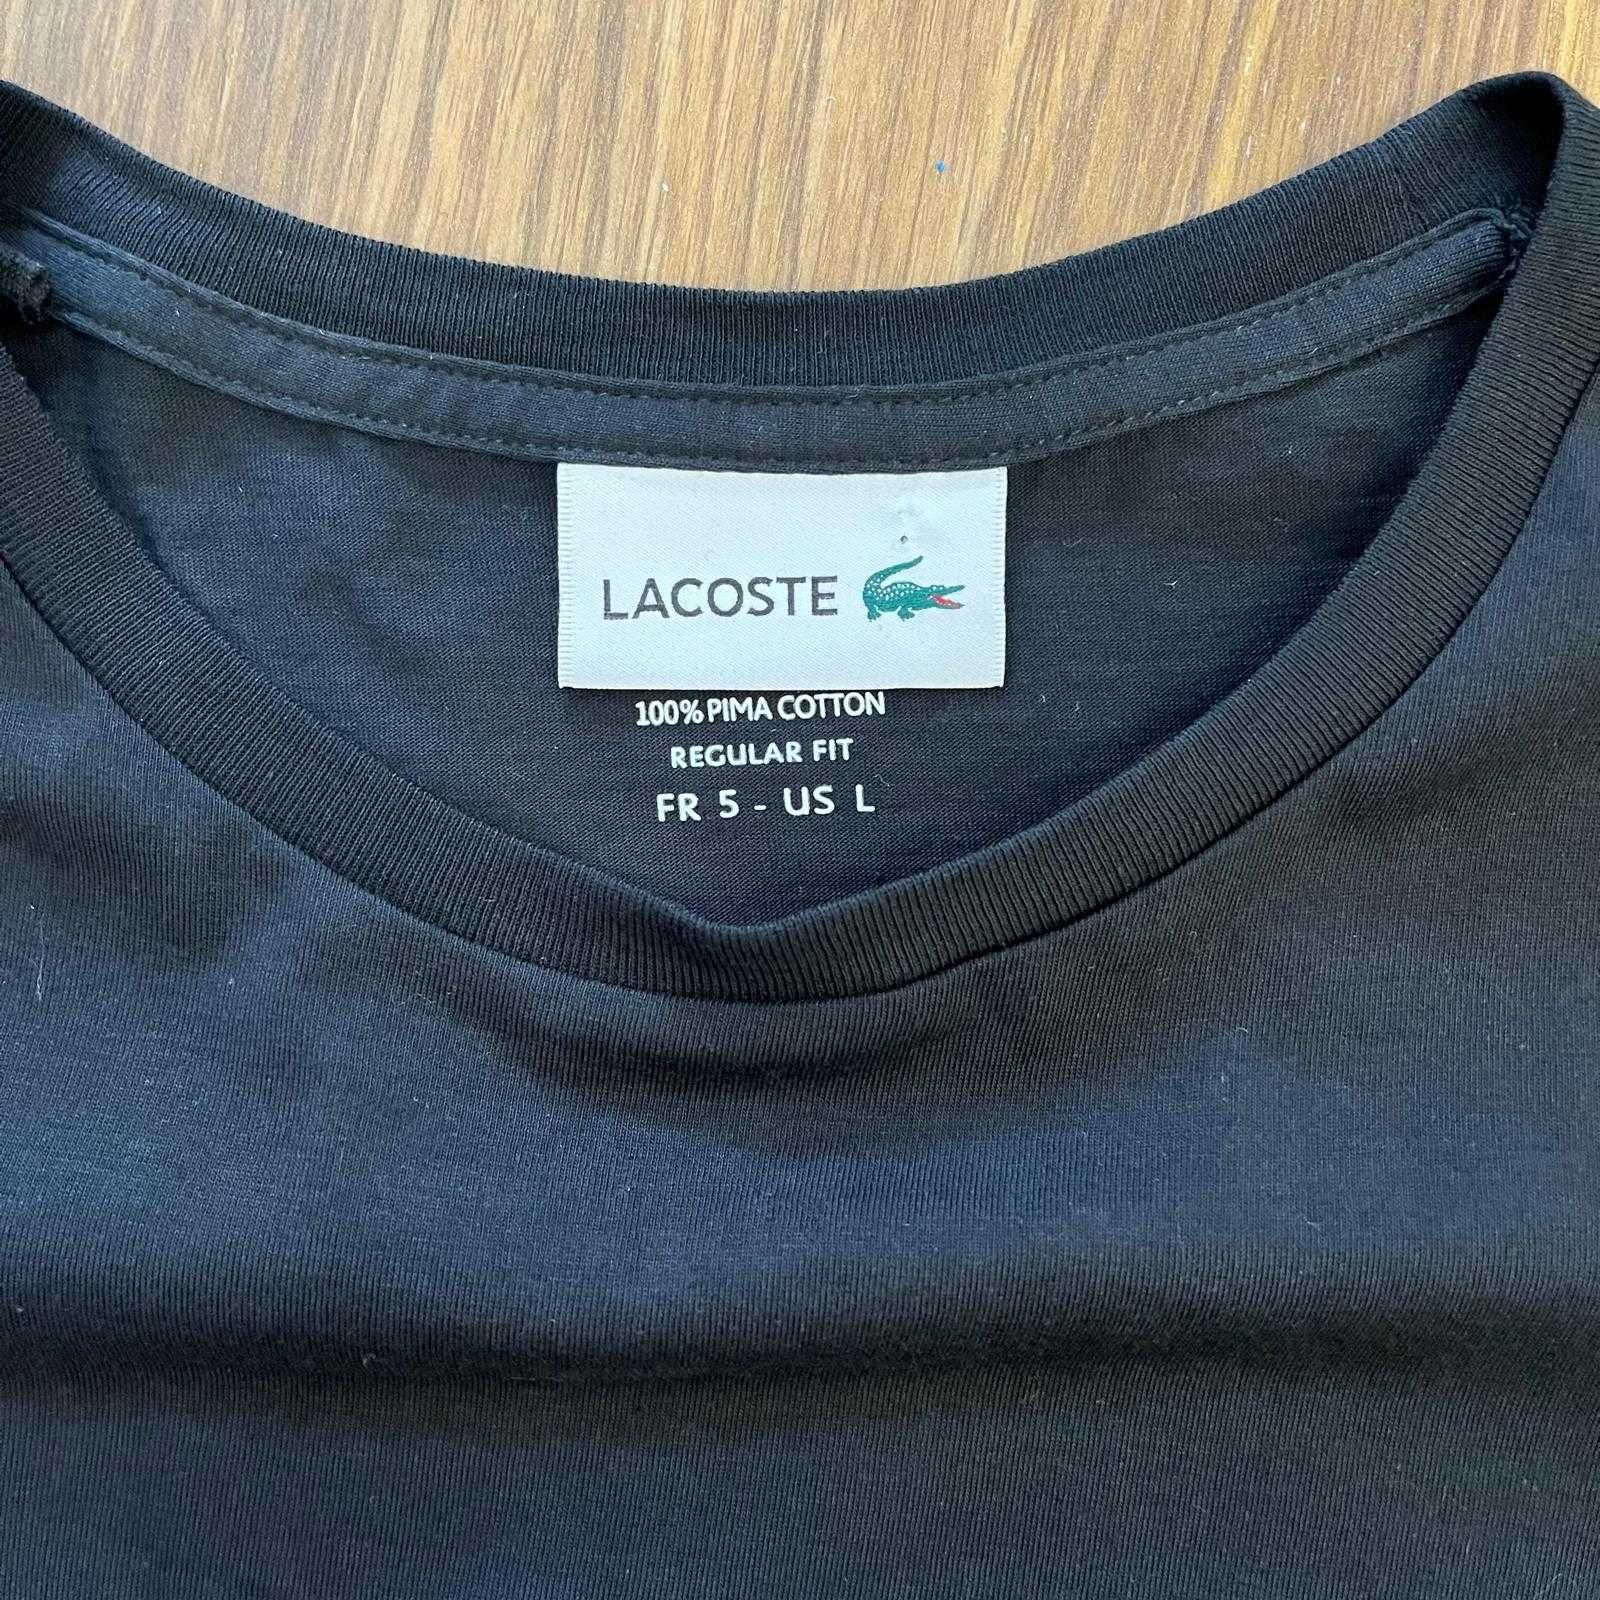 LACOSTE
100% PIMA COTTON
REGULAR FIT
FR 5 - US L